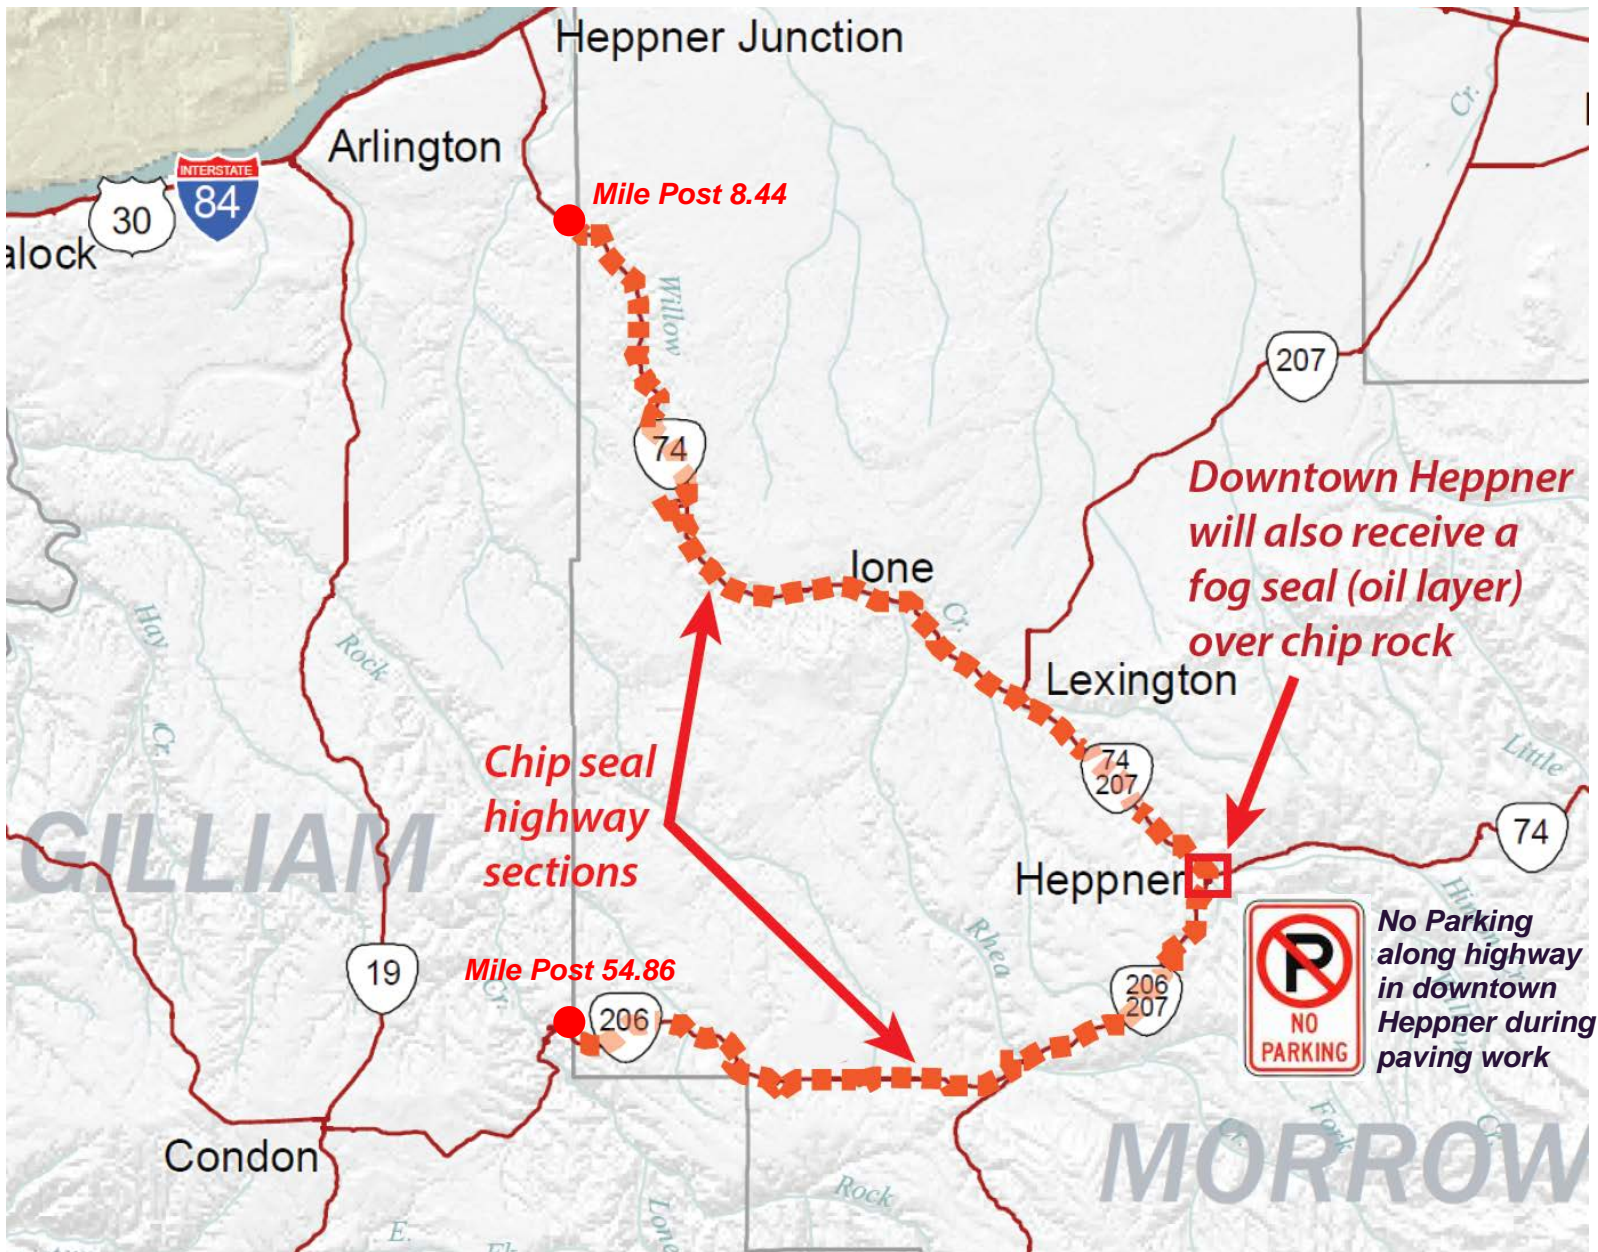 Heppner Junction
Arlington
INTERSTATE
84
30
alock
Mile Post 8.44
Cr.
Willow
207
74
Downtown Heppner
will also receive a
fog seal (oil layer)
over chip rock
Ione
Cr.
Hay
Cr.
Rock
Lexington
Little
Chip seal
highway
sections
74
207
74
GILLIAM
Heppner
No Parking
along highway
in downtown
Heppner during
paving work
P
NO
PARKING
Rhea
19
Mile Post 54.86
Cr.
206
206
207
Condon
Fork
Cr.
Cr.
MORROW
Rock
Lone
E.